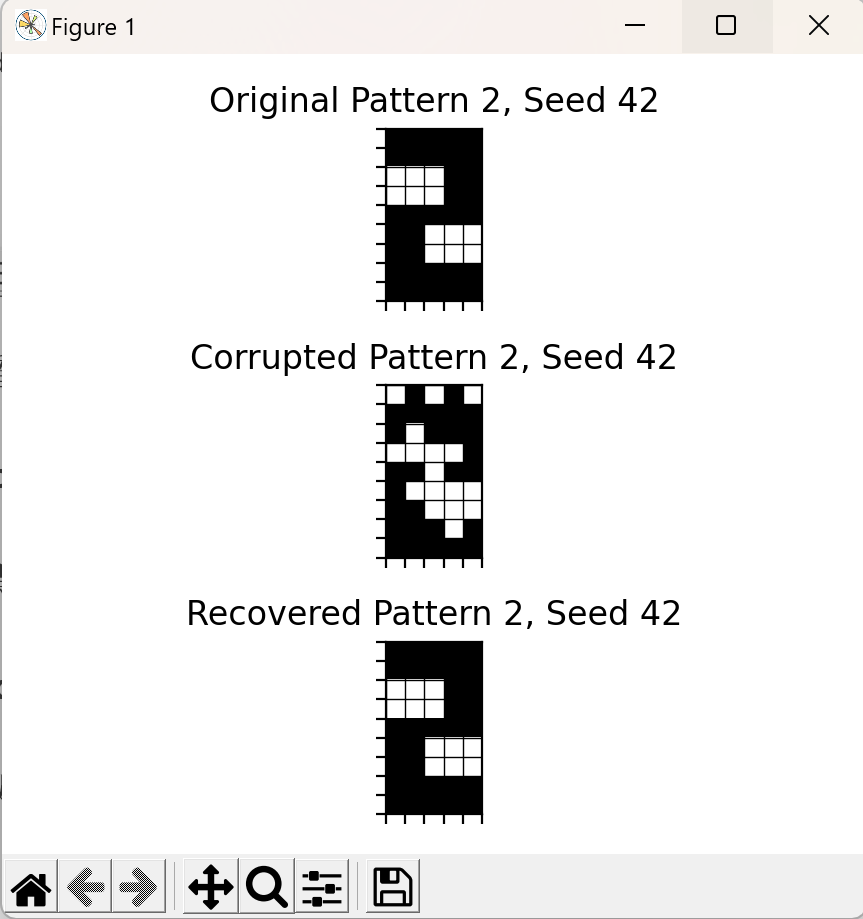 Figure 1
Original Pattern 2, Seed 42
Corrupted Pattern 2, Seed 42
Recovered Pattern 2, Seed 42